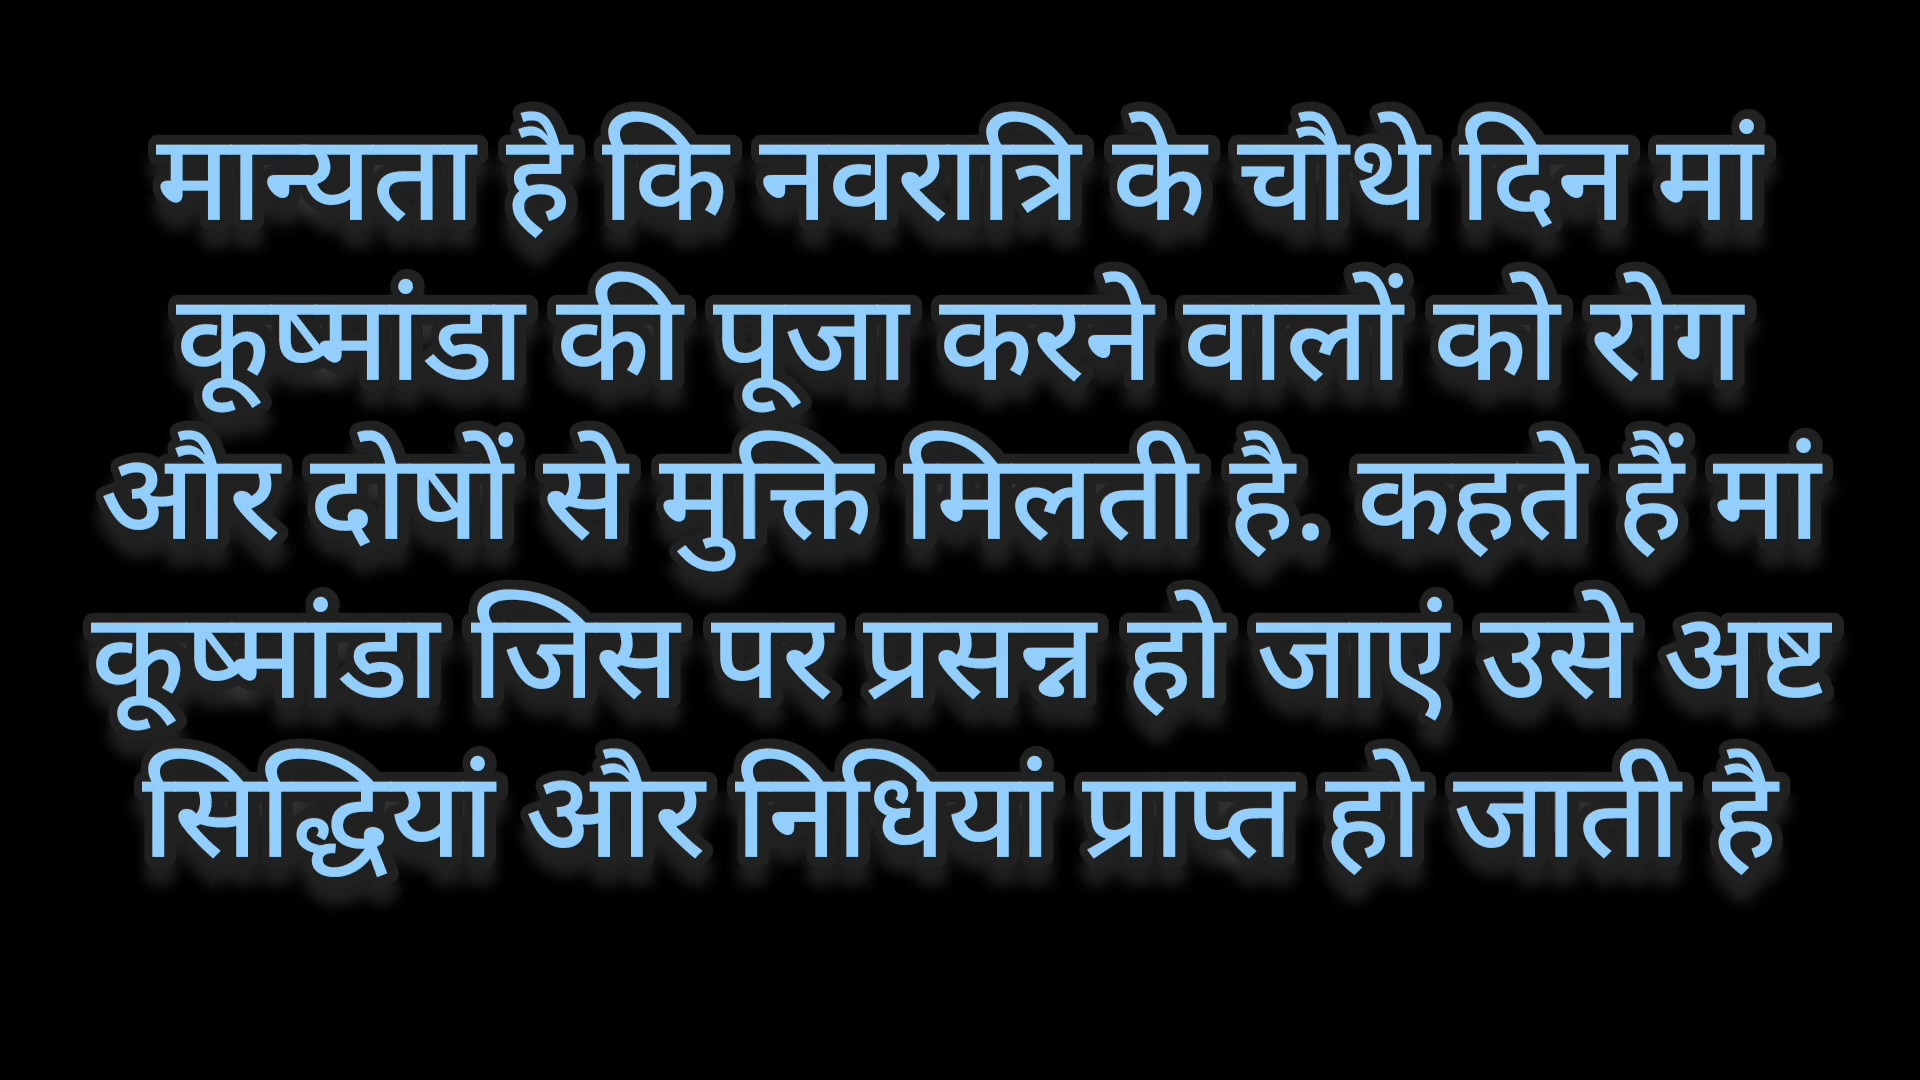 मान्यता है कि नवरात्रि के चौथे दिन मां
कूष्मांडा की पूजा करने वालों को रोग
और दोषों से मुक्ति मिलती है. कहते हैं मां
कूष्मांडा जिस पर प्रसन्न हो जाएं उसे अष्ट
सिद्धियां और निधियां प्राप्त हो जाती है